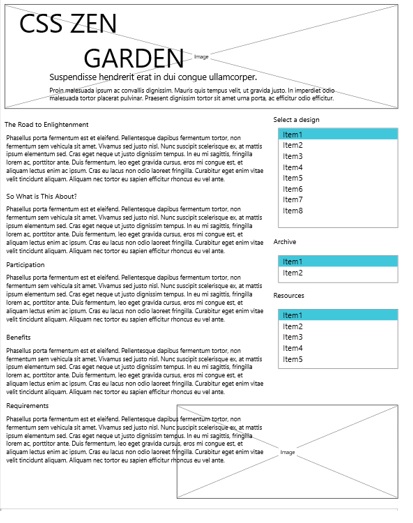 CSS ZEN
GARDEN
Image
Suspendisse hendrerit erat in dui congue ullamcorper.
Proin malesuada ipsum ac convallis dignissim. Mauris quis tempus velit, ut gravida justo. In imperdiet odio
malesuada tortor placerat pulvinar. Praesent dignissim tortor sit amet urna porta, ac efficitur odio efficitur.
The Road to Enlightenment
Phasellus porta fermentum est et eleifend. Pellentesque dapibus fermentum tortor, non
fermentum sem vehicula sit amet. Vivamus sed justo nisl. Nunc suscipit scelerisque ex, at mattis
ipsum elementum sed. Cras eget neque ut justo dignissim tempus. In eu mi sagittis, fringilla
lorem ac, porttitor ante. Duis fermentum, leo eget gravida cursus, eros mi congue est, et
aliquam lectus enim ac ipsum. Cras eu lacus non odio laoreet fringilla. Curabitur eget enim vitae
velit tincidunt aliquam. Aliquam nec tortor eu sapien efficitur rhoncus eu vel ante.
So What is This About?
Phasellus porta fermentum est et eleifend. Pellentesque dapibus fermentum tortor, non
fermentum sem vehicula sit amet. Vivamus sed justo nisl. Nunc suscipit scelerisque ex, at mattis
ipsum elementum sed. Cras eget neque ut justo dignissim tempus. In eu mi sagittis, fringilla
lorem ac, porttitor ante. Duis fermentum, leo eget gravida cursus, eros mi congue est, et
aliquam lectus enim ac ipsum. Cras eu lacus non odio laoreet fringilla. Curabitur eget enim vitae
velit tincidunt aliquam. Aliquam nec tortor eu sapien efficitur rhoncus eu vel ante.
Participation
Phasellus porta fermentum est et eleifend. Pellentesque dapibus fermentum tortor, non
fermentum sem vehicula sit amet. Vivamus sed justo nisl. Nunc suscipit scelerisque ex, at mattis
ipsum elementum sed. Cras eget neque ut justo dignissim tempus. In eu mi sagittis, fringilla
lorem ac, porttitor ante. Duis fermentum, leo eget gravida cursus, eros mi congue est, et
aliquam lectus enim ac ipsum. Cras eu lacus non odio laoreet fringilla. Curabitur eget enim vitae
velit tincidunt aliquam. Aliquam nec tortor eu sapien efficitur rhoncus eu vel ante.
Benefits
Phasellus porta fermentum est et eleifend. Pellentesque dapibus fermentum tortor, non
fermentum sem vehicula sit amet. Vivamus sed justo nisl. Nunc suscipit scelerisque ex, at mattis
ipsum elementum sed. Cras eget neque ut justo dignissim tempus. In eu mi sagittis, fringilla
lorem ac, porttitor ante. Duis fermentum, leo eget gravida cursus, eros mi congue est, et
aliquam lectus enim ac ipsum. Cras eu lacus non odio laoreet fringilla. Curabitur eget enim vitae
velit tincidunt aliquam. Aliquam nec tortor eu sapien efficitur rhoncus eu vel ante.
Requirements
Phasellus porta fermentum est et eleifend. Pellentesque dapibus fermentum tortor, non
fermentum sem vehicula sit amet. Vivamus sed justo nisl. Nunc suscipit scelerisque ex, at mattis
ipsum elementum sed. Cras eget neque ut justo dignissim tempus. In eu mi sagittis, fringilla
lorem ac, porttitor ante. Duis fermentum, leo eget gravida cursus, eros mi congue est, et
aliquam lectus enim ac ipsum. Cras eu lacus non odio laoreet fringilla. Curabitur eget enim vitae
velit tincidunt aliquam. Aliquam nec tortor eu sapien efficitur rhoncus eu vel ante.
Select a design
Item1
Item2
Item3
Item4
Item5
Item6
Item7
Item8
Archive
Item1
Item2
Resources
Item1
Item2
Item3
Item4
Item5
Image